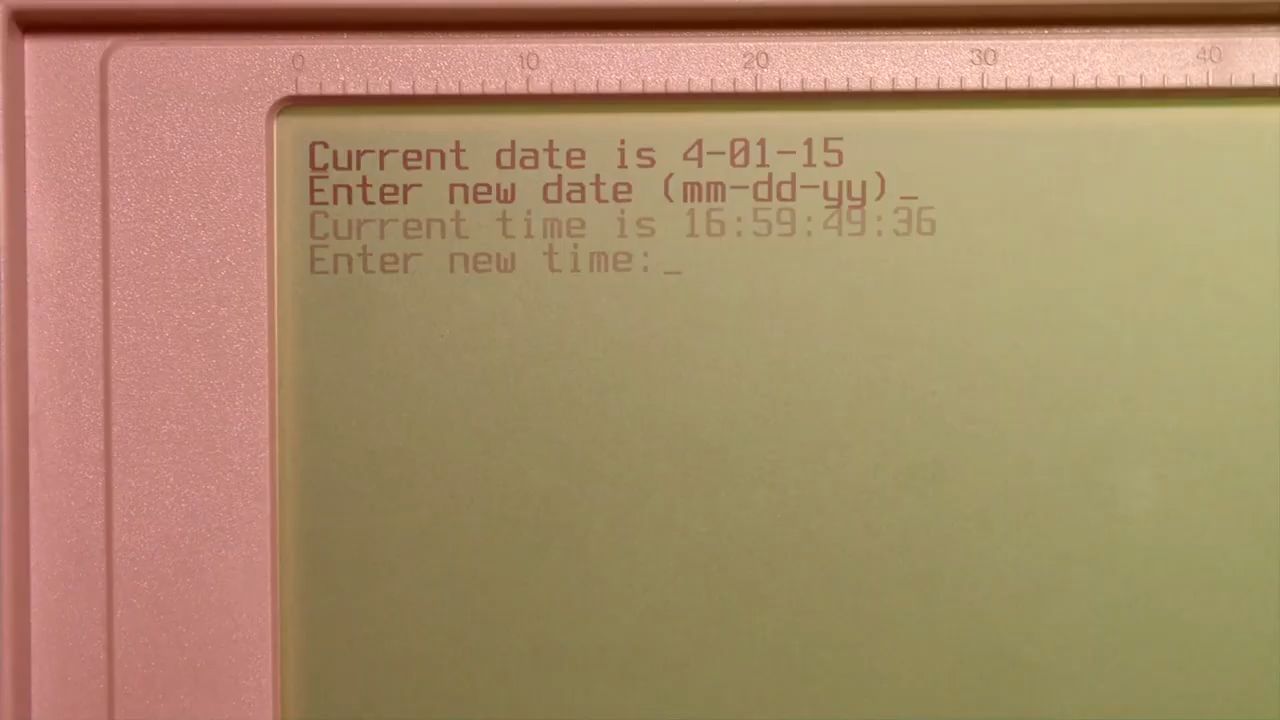 0 10 20 30 40
Current date is 4-01-15
Enter new date (mm-dd-yy)_
Current time is 16:59:49:36
Enter new time:_